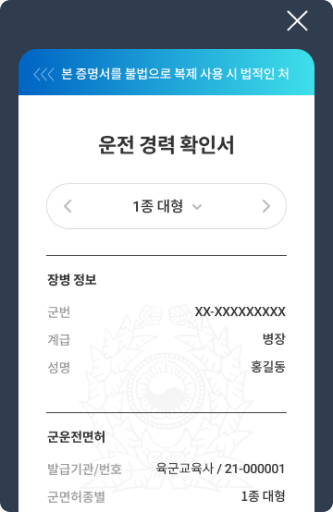 본 증명서를 불법으로 복제 사용 시 법적인 처
운전 경력 확인서
1종 대형
장병 정보
군번 XX-XXXXXXXXX
계급 병장
성명 홍길동
군운전면허
발급기관/번호 육군교육사 / 21-000001
군면허종별 1종 대형